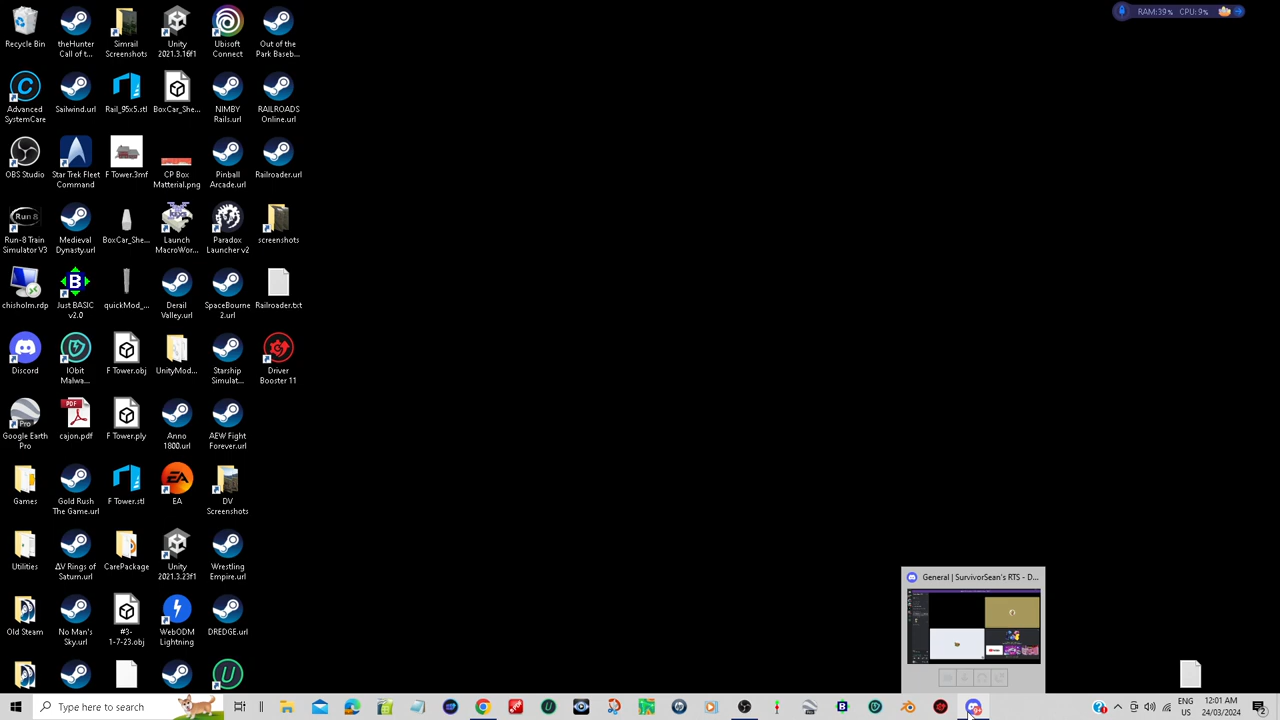 RAM:39% CPU: 9%
Recycle Bin
theHunter
Call of t...
Simrail
Screenshots
Unity
2021.3.16f1
Ubisoft
Connect
Out of the
Park Baseb...
Advanced
SystemCare
Sailwind.url
Rail_95x5.stl
BoxCar_She...
NIMBY
Rails.url
RAILROADS
Online.url
OBS Studio
Star Trek Fleet
Command
F Tower.3mf
CP Box
Matterial.png
Pinball
Arcade.url
Railroader.url
Run 8
Run-8 Train
Simulator V3
Medieval
Dynasty.url
BoxCar_She...
Launch
MacroWor...
Paradox
Launcher v2
screenshots
chisholm.rdp
Just BASIC
v2.0
quickMod_...
Derail
Valley.url
SpaceBourne
2.url
Railroader.txt
Discord
IObit
Malwa...
F Tower.obj
UnityMod...
Starship
Simulat...
Driver
Booster 11
Pro
Google Earth
Pro
PDF
cajon.pdf
F Tower.ply
Anno
1800.url
AEW Fight
Forever.url
Games
Gold Rush
The Game.url
F Tower.stl
EA
EA
DV
Screenshots
Utilities
ΔV Rings of
Saturn.url
CarePackage
Unity
2021.3.23f1
Wrestling
Empire.url
Old Steam
No Man's
Sky.url
#3-
1-7-23.obj
WebODM
Lightning
DREDGE.url
General | SurvivorSean's RTS - D...
Type here to search
ENG
US
12:01 AM
24/03/2024
2